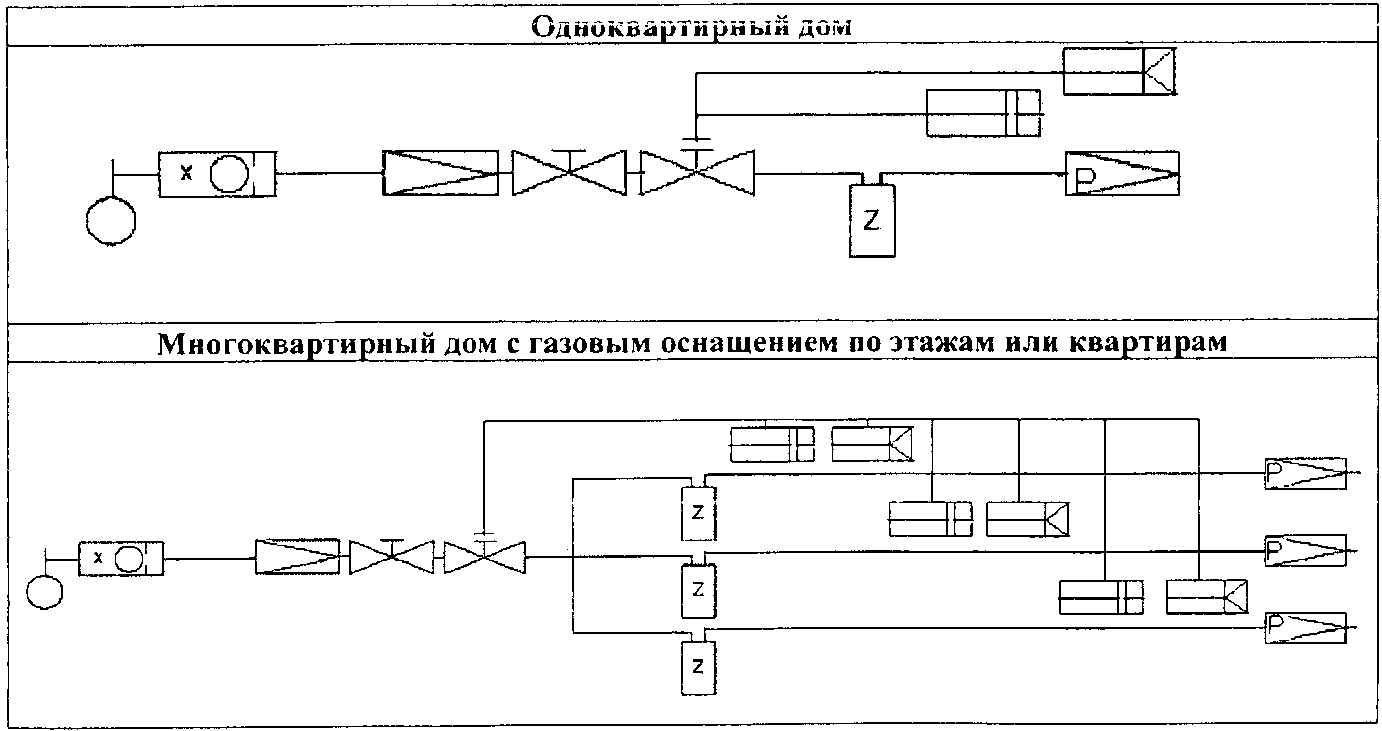 Одноквартирный дом
X
P
Z
Многоквартирный дом с газовым оснащением по этажам или квартирам
P
Z
X
P
Z
P
Z